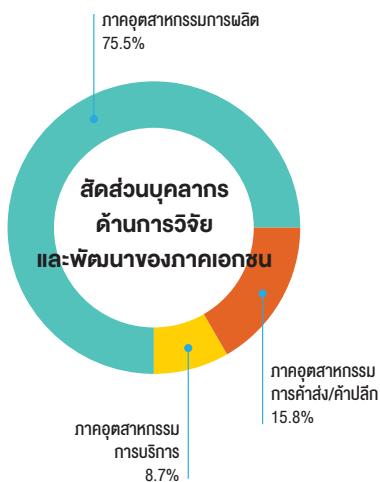 ภาคอุตสาหกรรมการผลิต
75.5%
สัดส่วนบุคลากร
ด้านการวิจัย
และพัฒนาของภาคเอกชน
ภาคอุตสาหกรรม
การค้าส่ง/ค้าปลีก
15.8%
ภาคอุตสาหกรรม
การบริการ
8.7%